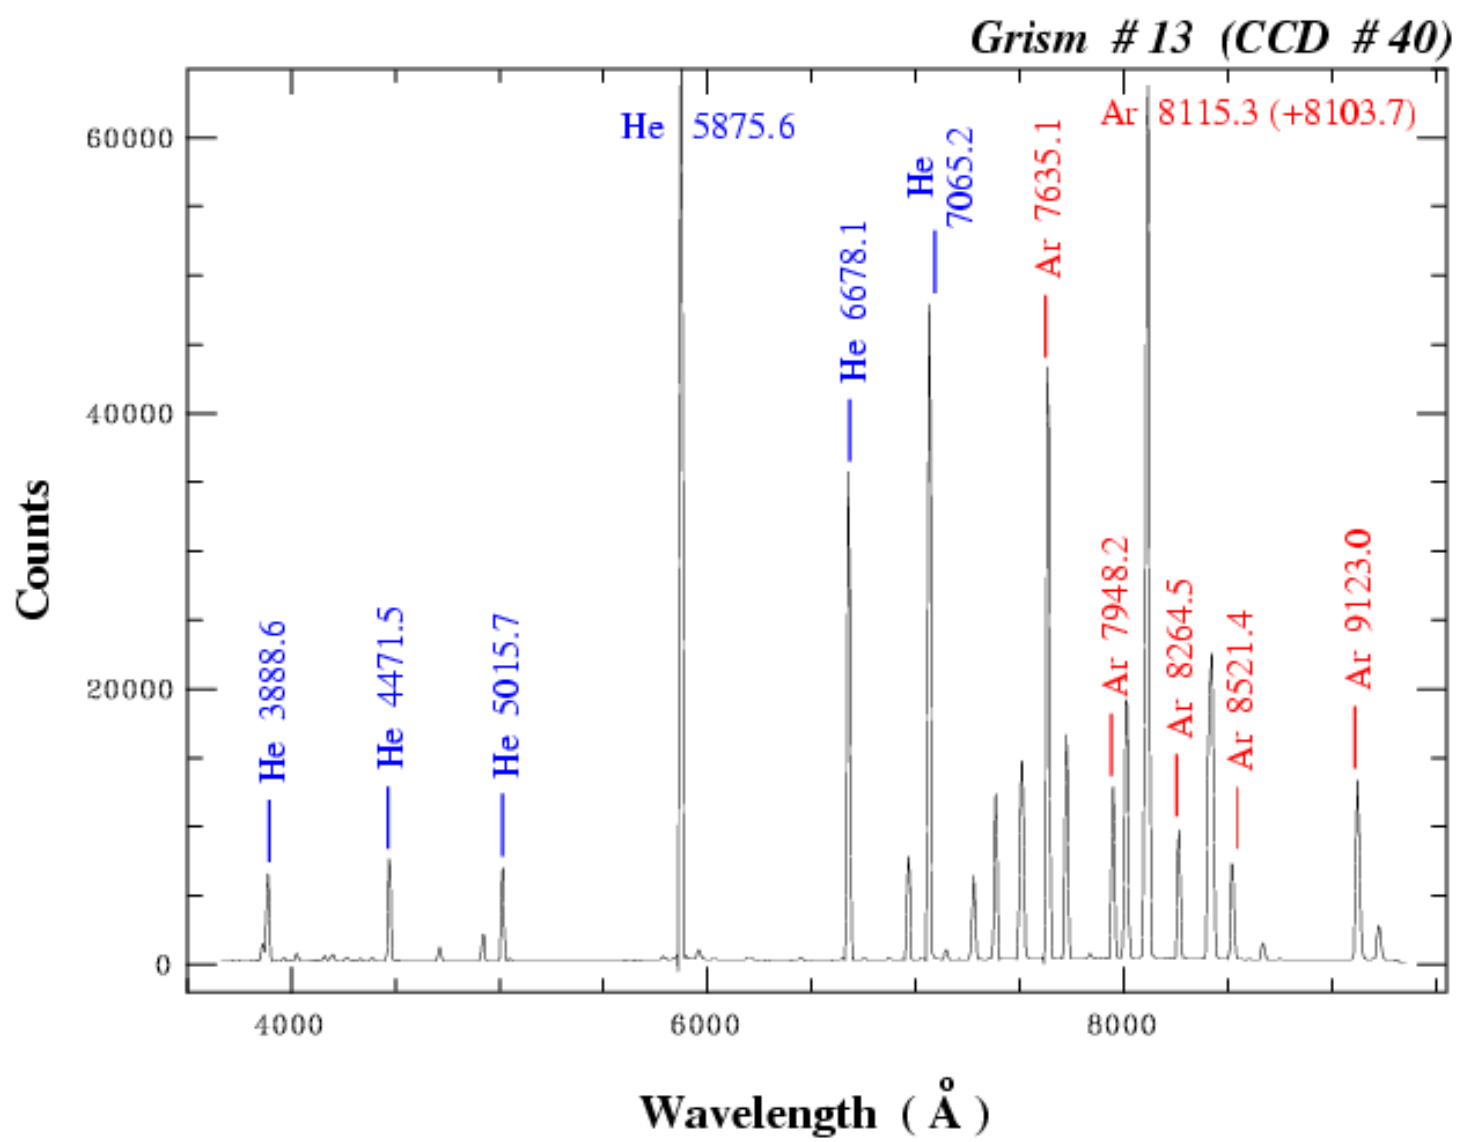 Grism # 13 (CCD # 40)
60000
40000
20000
0
Counts
He 3888.6
He 4471.5
He 5015.7
He 5875.6
He 6678.1
He
7065.2
Ar 7635.1
Ar 7948.2
Ar 8115.3 (+8103.7)
Ar 8264.5
Ar 8521.4
Ar 9123.0
4000
6000
8000
Wavelength ( Å )